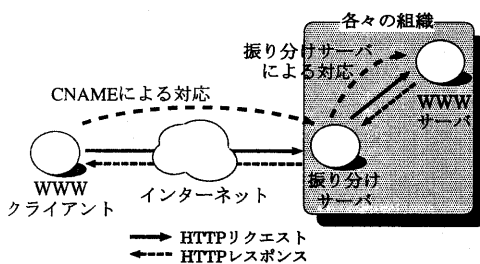 各々の組織
振り分けサーバ
による対応
CNAMEによる対応
WWW
サーバ
WWW
クライアント
インターネット
振り分け
サーバ
HTTPリクエスト
HTTPレスポンス